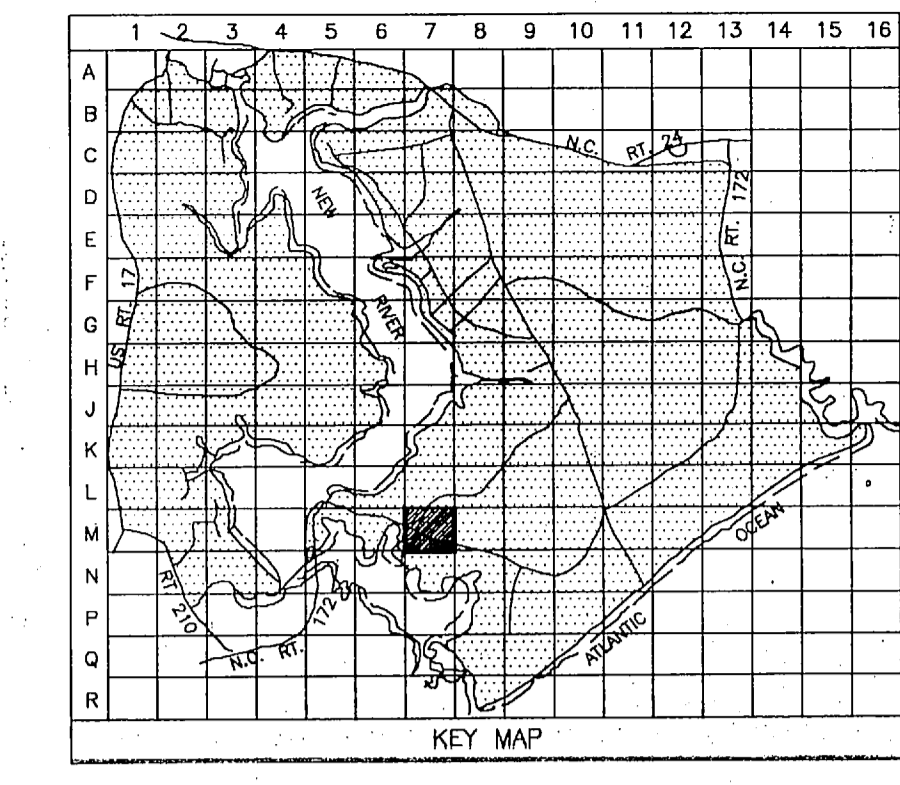 1 2 3 4 5 6 7 8 9 10 11 12 13 14 15 16
A
B
C
D
E
F
G
H
J
K
L
M
N
P
Q
R
N.C. RT. 24
N.C. RT. 172
NEW
RIVER
US RT. 17
RT 210
N.C. RT. 172
ATLANTIC
OCEAN
KEY MAP